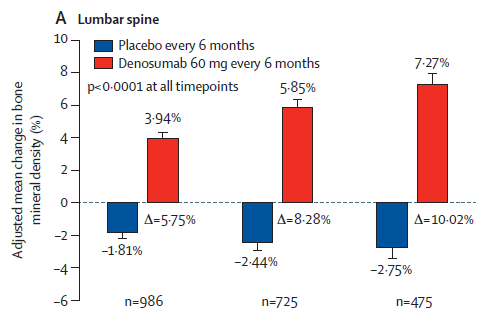 A Lumbar spine
10
8
6
4
2
0
–2
–4
–6
Adjusted mean change in bone
mineral density (%)
Placebo every 6 months
Denosumab 60 mg every 6 months
p<0·0001 at all timepoints
3·94%
5·85%
7·27%
Δ=5·75%
Δ=8·28%
Δ=10·02%
–1·81%
–2·44%
–2·75%
n=986
n=725
n=475